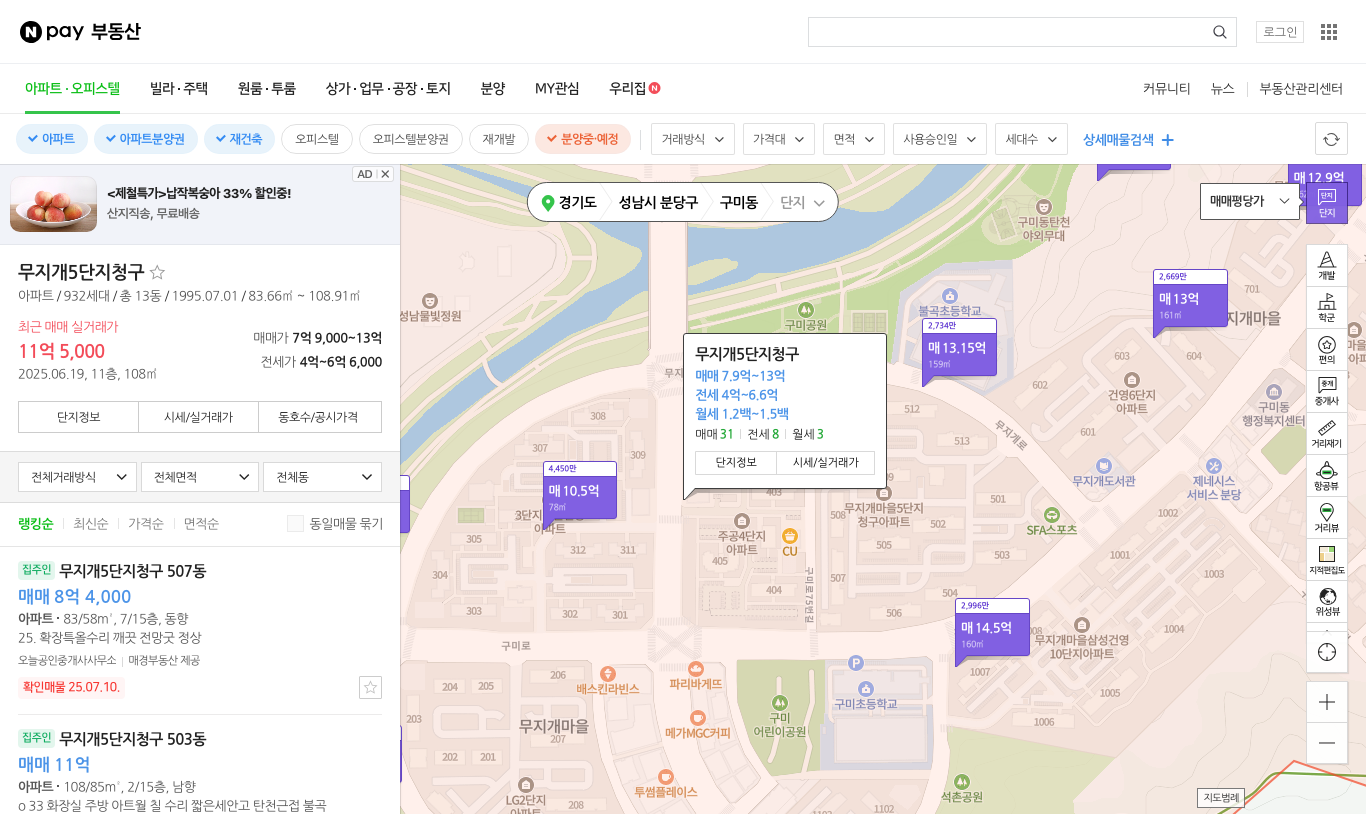 N pay 부동산
로그인
아파트·오피스텔
빌라·주택
원룸·투룸
상가·업무·공장·토지
분양
MY관심
우리집
N
커뮤니티
뉴스
부동산관리센터
아파트
아파트분양권
재건축
오피스텔
오피스텔분양권
재개발
분양중·예정
거래방식
가격대
면적
사용승인일
세대수
상세매물검색
AD
<제철특가>납작복숭아 33% 할인중!
산지직송, 무료배송
무지개5단지청구
아파트 / 932세대 / 총 13동 / 1995.07.01 / 83.66㎡ ~ 108.91㎡
최근 매매 실거래가
11억 5,000
2025.06.19, 11층, 108㎡
매매가 7억 9,000~13억
전세가 4억~6억 6,000
단지정보
시세/실거래가
동호수/공시가격
전체거래방식
전체면적
전체동
랭킹순
최신순
가격순
면적순
동일매물 묶기
집주인 무지개5단지청구 507동
매매 8억 4,000
아파트 · 83/58m², 7/15층, 동향
25. 확장특올수리 깨끗 전망굿 정상
오늘공인중개사사무소 매경부동산 제공
확인매물 25.07.10.
집주인 무지개5단지청구 503동
매매 11억
아파트 · 108/85m², 2/15층, 남향
o 33 화장실 주방 아트월 칠 수리 짧은세안고 탄천근접 불곡
경기도
성남시 분당구
구미동
단지
매매평당가
매 12.9억
단지
단지
개발
학군
편의
중개
중개사
거리재기
항공뷰
거리뷰
지적편집도
위성뷰
지도범례
구미동탄천
야외무대
성남물빛정원
구미공원
불곡초등학교
2,734만
매 13.15억
159㎡
2,669만
매 13억
161㎡
701
703
603
604
602
601
건영6단지
아파트
구미동
행정복지센터
무지개도서관
제네시스
서비스 분당
SFA스포츠
무지개로
512
513
무지개5단지청구
매매 7.9억~13억
전세 4억~6.6억
월세 1.2백~1.5백
매매 31
전세 8
월세 3
단지정보
시세/실거래가
403
무지개마을5단지
청구아파트
308
307
4,450만
매 10.5억
78㎡
아파트
305
312
311
304
303
302
301
주공4단지
아파트
405
404
CU
구미로75번길
508
502
505
507
506
501
1002
1001
1003
1004
2,996만
매 14.5억
160㎡
1008
무지개마을삼성건영
10단지아파트
1007
1005
1006
구미로
204
205
206
203
배스킨라빈스
파리바게뜨
무지개마을
207
메가MGC커피
202
201
208
LG2단지
아파트
투썸플레이스
구미
어린이공원
P
구미초등학교
석촌공원
1103
1102